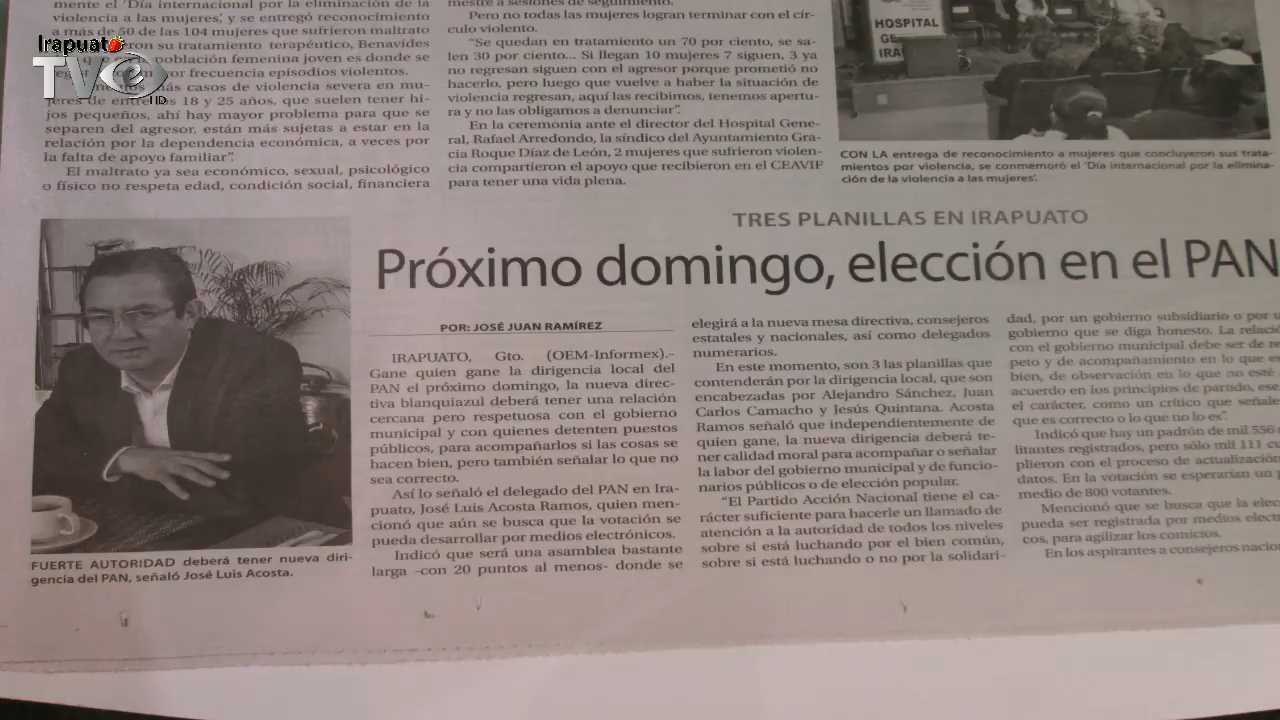 Irapuato
TV
HD
mente el 'Día internacional por la eliminación de la
violencia a las mujeres', y se entregó reconocimiento
a más de 50 de las 104 mujeres que sufrieron maltrato
su tratamiento terapéutico, Benavides
población femenina joven es donde se
frecuencia episodios violentos.
más casos de violencia severa en mu-
jeres de entre los 18 y 25 años, que suelen tener hi-
jos pequeños, ahí hay mayor problema para que se
separen del agresor, están más sujetas a estar en la
relación por la dependencia económica, a veces por
la falta de apoyo familiar".
El maltrato ya sea económico, sexual, psicológico
o físico no respeta edad, condición social, financiera
mestre a sesiones de seguimiento.
Pero no todas las mujeres logran terminar con el cír-
culo violento.
"Se quedan en tratamiento un 70 por ciento, se sa-
len 30 por ciento... Si llegan 10 mujeres 7 siguen, 3 ya
no regresan siguen con el agresor porque prometió no
hacerlo, pero luego que vuelve a haber la situación de
violencia regresan, aquí las recibimos, tenemos apertu-
ra y no las obligamos a denunciar".
En la ceremonia ante el director del Hospital Gene-
ral, Rafael Arredondo, la síndico del Ayuntamiento Gra-
cia Roque Díaz de León, 2 mujeres que sufrieron violen-
cia compartieron el apoyo que recibieron en el CEAVIF
para tener una vida plena.
HOSPITAL
GE
IRA
CON LA entrega de reconocimiento a mujeres que concluyeron sus trata-
mientos por violencia, se conmemoró el 'Día internacional por la elimina-
ción de la violencia a las mujeres'.
TRES PLANILLAS EN IRAPUATO
Próximo domingo, elección en el PAN
FUERTE AUTORIDAD deberá tener nueva diri-
gencia del PAN, señaló José Luis Acosta.
POR: JOSÉ JUAN RAMÍREZ
IRAPUATO, Gto. (OEM-Informex).-
Gane quien gane la dirigencia local del
PAN el próximo domingo, la nueva direc-
tiva blanquiazul deberá tener una relación
cercana pero respetuosa con el gobierno
municipal y con quienes detenten puestos
públicos, para acompañarlos si las cosas se
hacen bien, pero también señalar lo que no
sea correcto.
Así lo señaló el delegado del PAN en Ira-
puato, José Luis Acosta Ramos, quien men-
cionó que aún se busca que la votación se
pueda desarrollar por medios electrónicos.
Indicó que será una asamblea bastante
larga -con 20 puntos al menos- donde se
elegirá a la nueva mesa directiva, consejeros
estatales y nacionales, así como delegados
numerarios.
En este momento, son 3 las planillas que
contenderán por la dirigencia local, que son
encabezadas por Alejandro Sánchez, Juan
Carlos Camacho y Jesús Quintana. Acosta
Ramos señaló que independientemente de
quien gane, la nueva dirigencia deberá te-
ner calidad moral para acompañar o señalar
la labor del gobierno municipal y de funcio-
narios públicos o de elección popular.
"El Partido Acción Nacional tiene el ca-
rácter suficiente para hacerle un llamado de
atención a la autoridad de todos los niveles
sobre si está luchando por el bien común,
sobre si está luchando o no por la solidari-
dad, por un gobierno subsidiario o por u
gobierno que se diga honesto. La relació
con el gobierno municipal debe ser de re
peto y de acompañamiento en lo que es
bien, de observación en lo que no esté
acuerdo en los principios de partido, ese
el carácter, como un crítico que señale
que es correcto o lo que no lo es".
Indicó que hay un padrón de mil 556
litantes registrados, pero sólo mil 111 cu
plieron con el proceso de actualización
datos. En la votación se esperarían un
medio de 800 votantes.
Mencionó que se busca que la elec
pueda ser registrada por medios elect
cos, para agilizar los comicios.
En los aspirantes a consejeros nacio